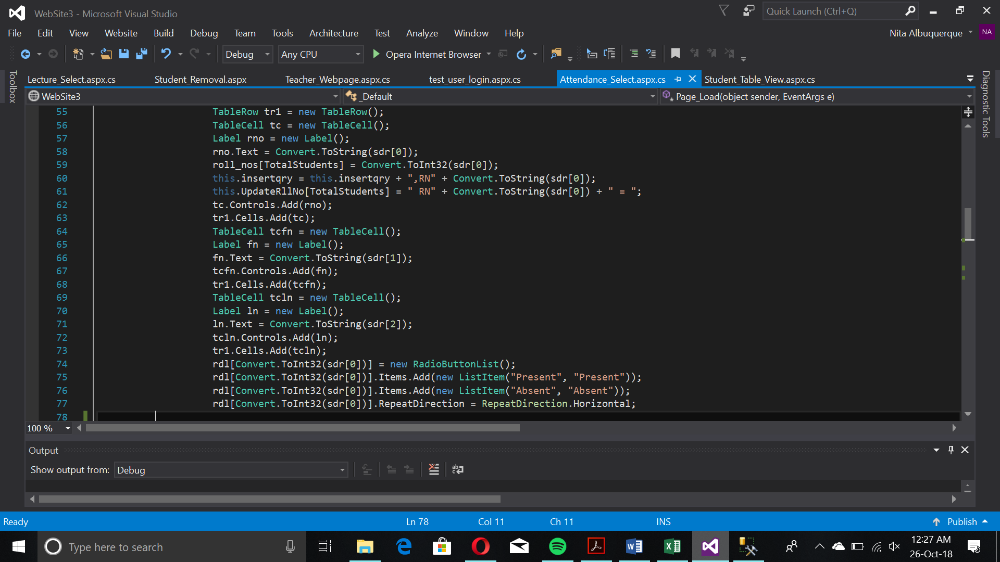 WebSite3 - Microsoft Visual Studio
Quick Launch (Ctrl+Q)
File Edit View Website Build Debug Team Tools Architecture Test Analyze Window Help
Nita Albuquerque NA
Debug Any CPU Opera Internet Browser
Toolbox
Lecture_Select.aspx.cs Student_Removal.aspx Teacher_Webpage.aspx.cs test_user_login.aspx.cs Attendance_Select.aspx.cs Student_Table_View.aspx.cs
Diagnostic Tools
WebSite3 _Default Page_Load(object sender, EventArgs e)
55 TableRow tr1 = new TableRow();
56 TableCell tc = new TableCell();
57 Label rno = new Label();
58 rno.Text = Convert.ToString(sdr[0]);
59 roll_nos[TotalStudents] = Convert.ToInt32(sdr[0]);
60 this.insertqry = this.insertqry + ",RN" + Convert.ToString(sdr[0]);
61 this.UpdateRllNo[TotalStudents] = " RN" + Convert.ToString(sdr[0]) + " = ";
62 tc.Controls.Add(rno);
63 tr1.Cells.Add(tc);
64 TableCell tcfn = new TableCell();
65 Label fn = new Label();
66 fn.Text = Convert.ToString(sdr[1]);
67 tcfn.Controls.Add(fn);
68 tr1.Cells.Add(tcfn);
69 TableCell tcln = new TableCell();
70 Label ln = new Label();
71 ln.Text = Convert.ToString(sdr[2]);
72 tcln.Controls.Add(ln);
73 tr1.Cells.Add(tcln);
74 rdl[Convert.ToInt32(sdr[0])] = new RadioButtonList();
75 rdl[Convert.ToInt32(sdr[0])].Items.Add(new ListItem("Present", "Present"));
76 rdl[Convert.ToInt32(sdr[0])].Items.Add(new ListItem("Absent", "Absent"));
77 rdl[Convert.ToInt32(sdr[0])].RepeatDirection = RepeatDirection.Horizontal;
78
100 %
Output
Show output from: Debug
Ready Ln 78 Col 11 Ch 11 INS Publish
Type here to search
12:27 AM
26-Oct-18